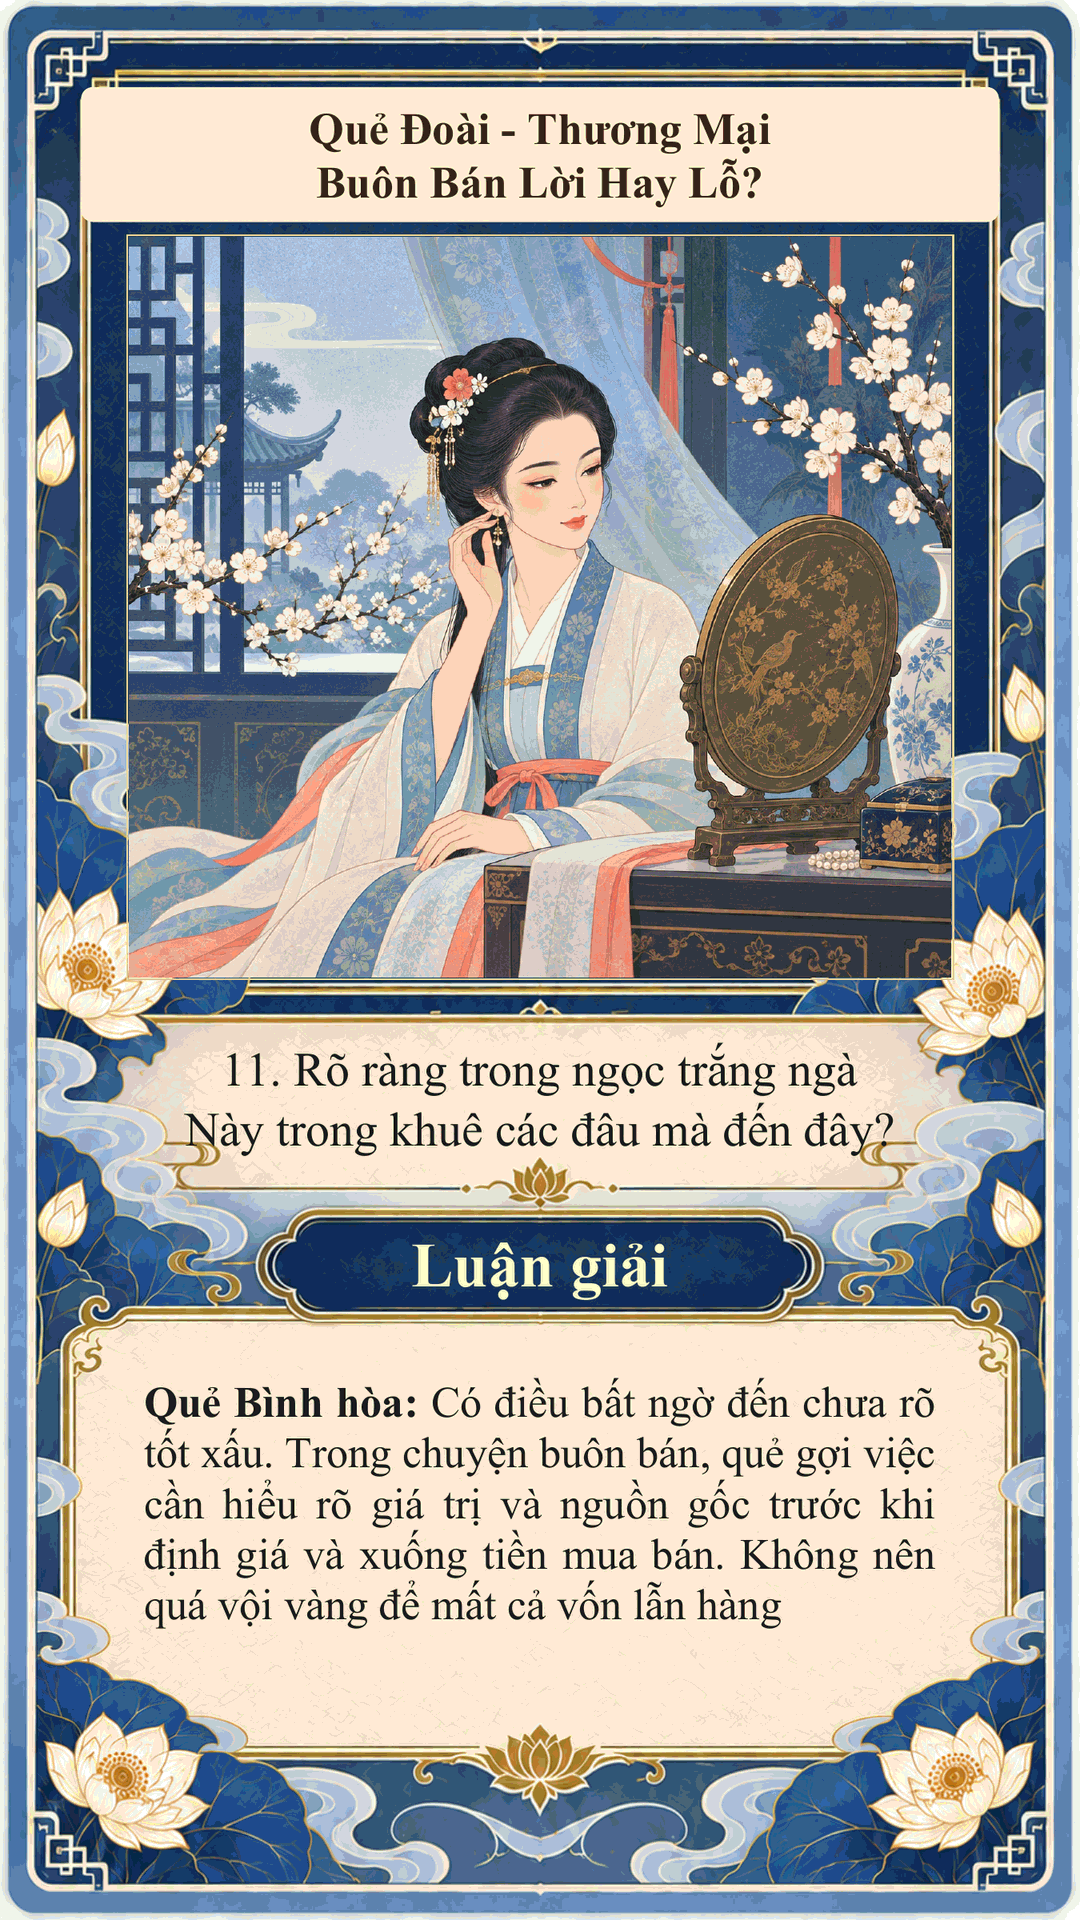 Quẻ Đoài - Thương Mại
Buôn Bán Lời Hay Lỗ?
11. Rõ ràng trong ngọc trắng ngà
Này trong khuê các đâu mà đến đây?
Luận giải
Quẻ Bình hòa: Có điều bất ngờ đến chưa rõ
tốt xấu. Trong chuyện buôn bán, quẻ gợi việc
cần hiểu rõ giá trị và nguồn gốc trước khi
định giá và xuống tiền mua bán. Không nên
quá vội vàng để mất cả vốn lẫn hàng